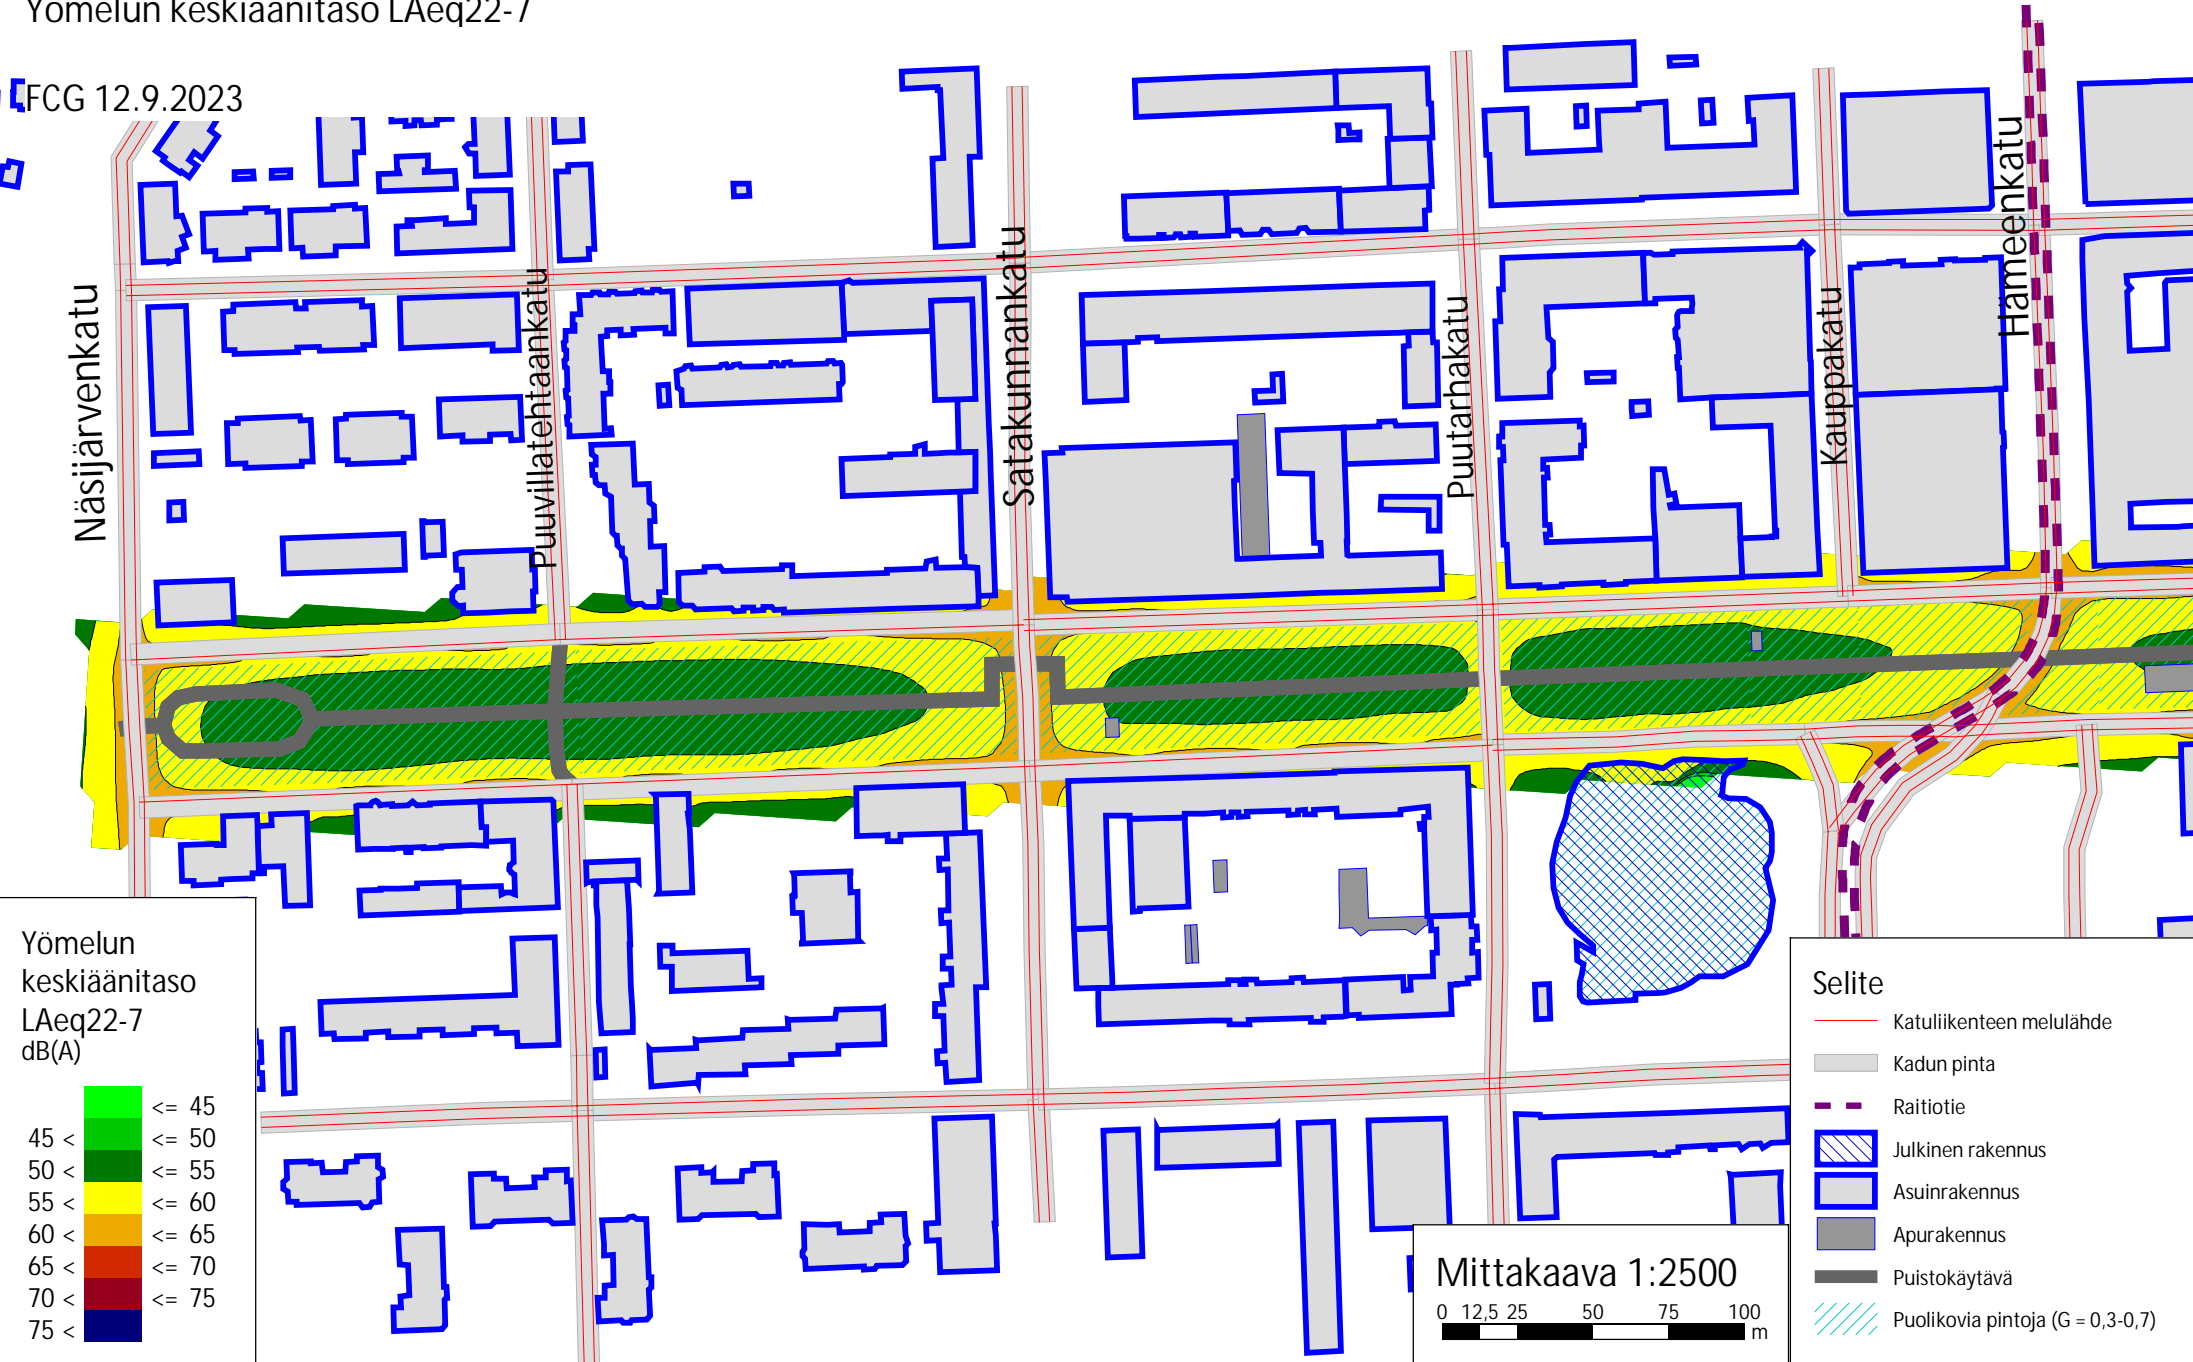 Yömelun keskiäänitaso LAeq22-7
FCG 12.9.2023
Näsijärvenkatu
Puuvillatehtaankatu
Satakunnankatu
Puutarhakatu
Kauppakatu
Hämeenkatu
Yömelun
keskiäänitaso
LAeq22-7
dB(A)
<= 45
45 < <= 50
50 < <= 55
55 < <= 60
60 < <= 65
65 < <= 70
70 < <= 75
75 <
Mittakaava 1:2500
0 12,5 25 50 75 100
m
Selite
Katuliikenteen melulähde
Kadun pinta
Raitiotie
Julkinen rakennus
Asuinrakennus
Apurakennus
Puistokäytävä
Puolikovia pintoja (G = 0,3-0,7)